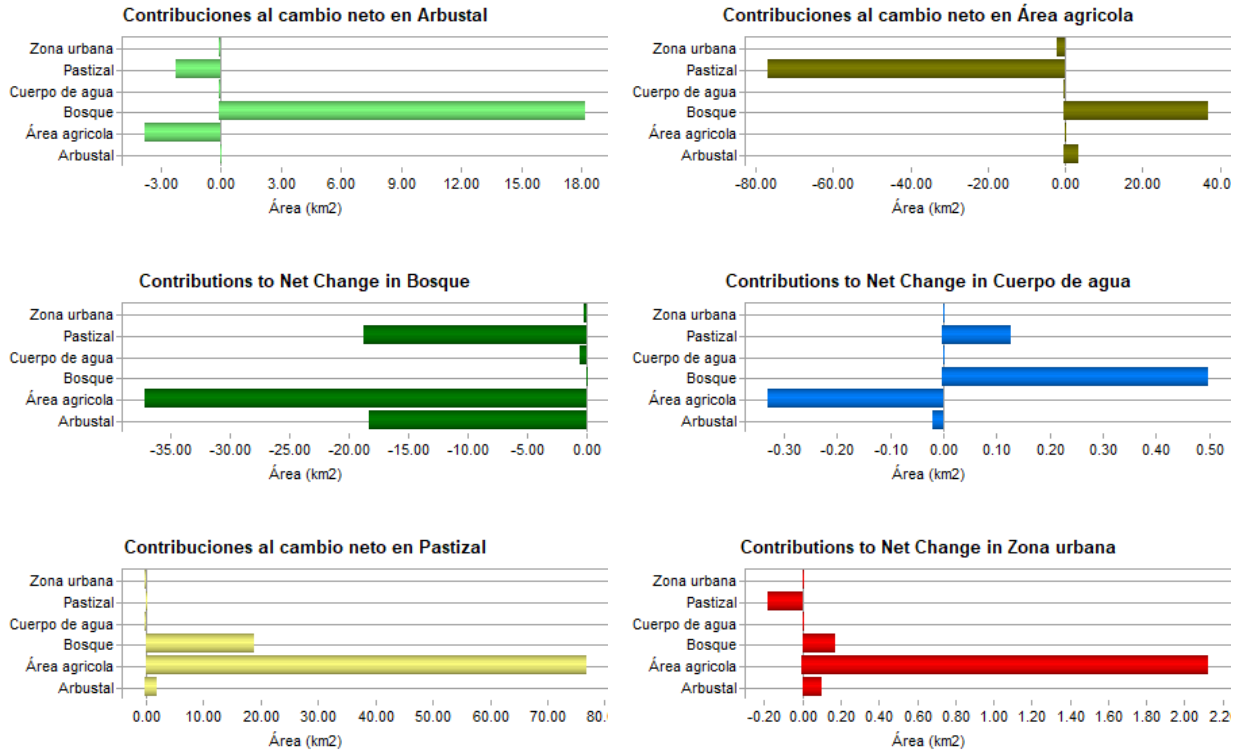 Contribuciones al cambio neto en Arbustal
Zona urbana
Pastizal
Cuerpo de agua
Bosque
Área agricola
Arbustal
-3.00 0.00 3.00 6.00 9.00 12.00 15.00 18.00
Área (km2)
Contribuciones al cambio neto en Área agricola
Zona urbana
Pastizal
Cuerpo de agua
Bosque
Área agricola
Arbustal
-80.00 -60.00 -40.00 -20.00 0.00 20.00 40.0
Área (km2)
Contributions to Net Change in Bosque
Zona urbana
Pastizal
Cuerpo de agua
Bosque
Área agricola
Arbustal
-35.00 -30.00 -25.00 -20.00 -15.00 -10.00 -5.00 0.00
Área (km2)
Contributions to Net Change in Cuerpo de agua
Zona urbana
Pastizal
Cuerpo de agua
Bosque
Área agricola
Arbustal
-0.30 -0.20 -0.10 0.00 0.10 0.20 0.30 0.40 0.50
Área (km2)
Contribuciones al cambio neto en Pastizal
Zona urbana
Pastizal
Cuerpo de agua
Bosque
Área agricola
Arbustal
0.00 10.00 20.00 30.00 40.00 50.00 60.00 70.00 80.0
Área (km2)
Contributions to Net Change in Zona urbana
Zona urbana
Pastizal
Cuerpo de agua
Bosque
Área agricola
Arbustal
-0.20 0.00 0.20 0.40 0.60 0.80 1.00 1.20 1.40 1.60 1.80 2.00 2.2
Área (km2)